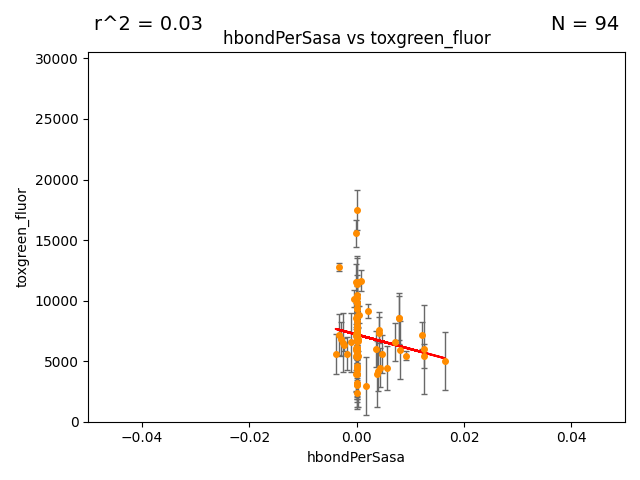 r^2 = 0.03
N = 94
hbondPerSasa vs toxgreen_fluor
30000
25000
20000
15000
10000
5000
0
toxgreen_fluor
−0.04
−0.02
0.00
0.02
0.04
hbondPerSasa